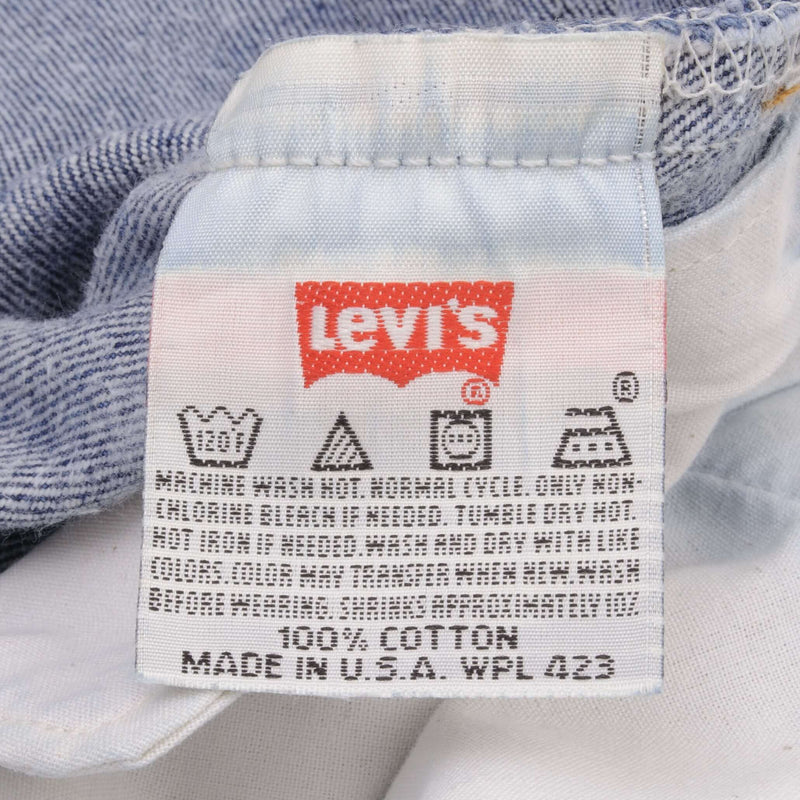 Levi's
®
®
120F
MACHINE WASH HOT, NORMAL CYCLE. ONLY NON-
CHLORINE BLEACH IF NEEDED. TUMBLE DRY HOT.
HOT IRON IF NEEDED. WASH AND DRY WITH LIKE
COLORS. COLOR MAY TRANSFER WHEN NEW. WASH
BEFORE WEARING. SHRINKS APPROXIMATELY 10%.
100% COTTON
MADE IN U.S.A. WPL 423